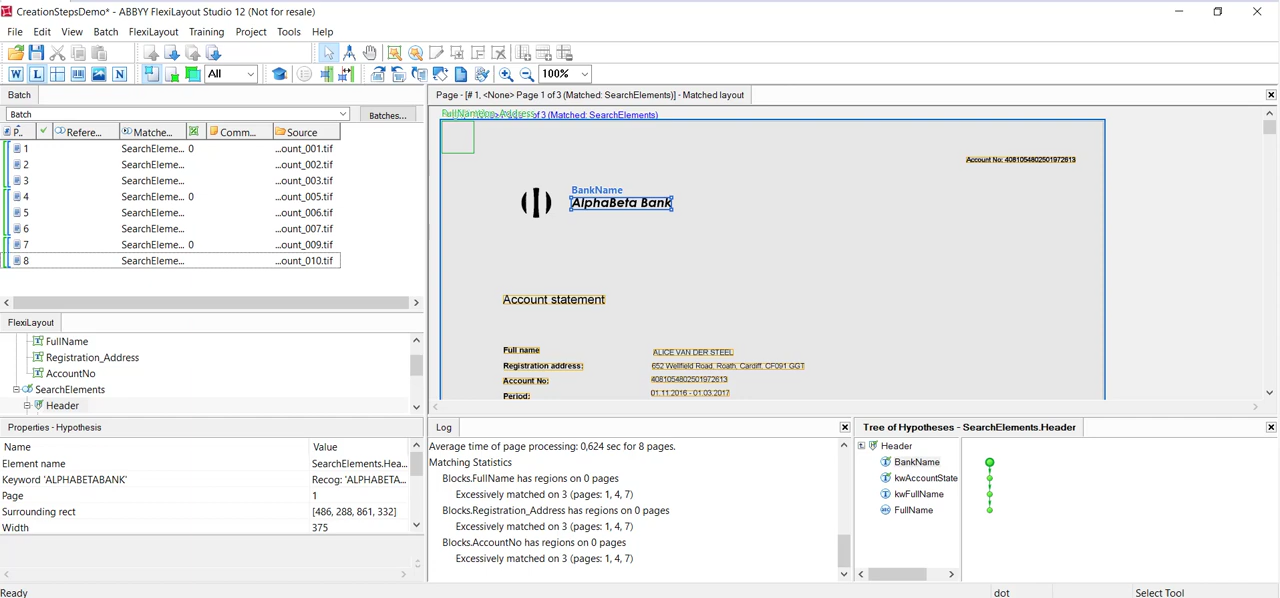 CreationStepsDemo* - ABBYY FlexiLayout Studio 12 (Not for resale)
File Edit View Batch FlexiLayout Training Project Tools Help
W L N All 100%
Batch
Batch Batches...
P.. Refere... Matche... Comm... Source
1 SearchEleme... 0 ...ount_001.tif
2 SearchEleme... ...ount_002.tif
3 SearchEleme... ...ount_003.tif
4 SearchEleme... 0 ...ount_005.tif
5 SearchEleme... ...ount_006.tif
6 SearchEleme... ...ount_007.tif
7 SearchEleme... 0 ...ount_009.tif
8 SearchEleme... ...ount_010.tif
FlexiLayout
FullName
Registration_Address
AccountNo
SearchElements
Header
Properties - Hypothesis
Name Value
Element name SearchElements.Hea...
Keyword 'ALPHABETABANK' Recog: 'ALPHABETA...
Page 1
Surrounding rect [486, 288, 861, 332]
Width 375
Page - [# 1, <None> Page 1 of 3 (Matched: SearchElements)] - Matched layout
of 3 (Matched: SearchElements)
Account No: 4081054802501972613
BankName
AlphaBeta Bank
Account statement
Full name ALICE VAN DER STEEL
Registration address: 652 Wellfield Road, Roath, Cardiff, CF091 GGT
Account No: 4081054802501972613
Period: 01.11.2016 - 01.03.2017
Log
Average time of page processing: 0,624 sec for 8 pages.
Matching Statistics
Blocks.FullName has regions on 0 pages
Excessively matched on 3 (pages: 1, 4, 7)
Blocks.Registration_Address has regions on 0 pages
Excessively matched on 3 (pages: 1, 4, 7)
Blocks.AccountNo has regions on 0 pages
Excessively matched on 3 (pages: 1, 4, 7)
Tree of Hypotheses - SearchElements.Header
Header
BankName
kwAccountState
kwFullName
FullName
Ready dot Select Tool